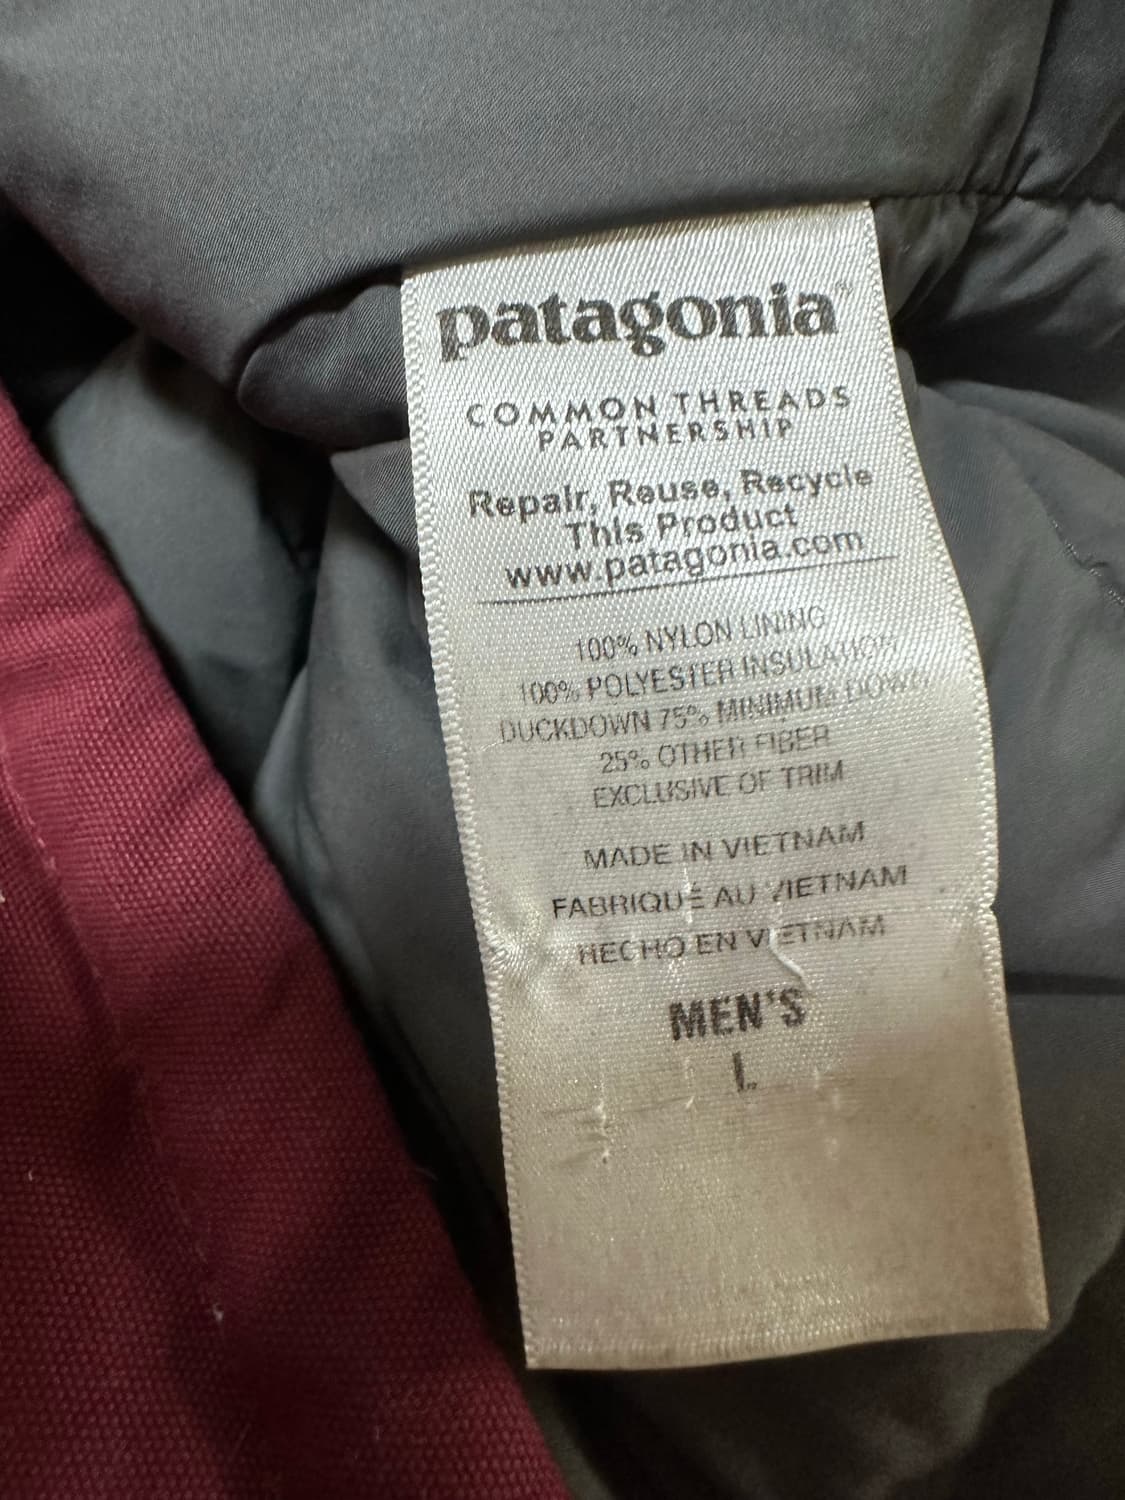 patagonia®
COMMON THREADS
PARTNERSHIP
Repair, Reuse, Recycle
This Product
www.patagonia.com
100% NYLON LINING
100% POLYESTER INSULATION
DUCKDOWN 75% MINIMUM DOWN
25% OTHER FIBER
EXCLUSIVE OF TRIM
MADE IN VIETNAM
FABRIQUÉ AU VIETNAM
HECHO EN VIETNAM
MEN'S
L